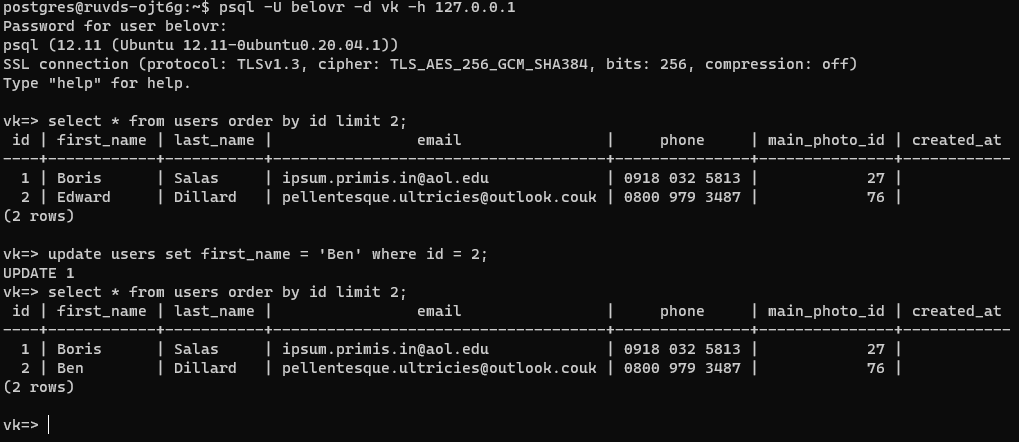 postgres@ruvds-ojt6g:~$ psql -U belovr -d vk -h 127.0.0.1
Password for user belovr:
psql (12.11 (Ubuntu 12.11-0ubuntu0.20.04.1))
SSL connection (protocol: TLSv1.3, cipher: TLS_AES_256_GCM_SHA384, bits: 256, compression: off)
Type "help" for help.

vk=> select * from users order by id limit 2;
 id | first_name | last_name |               email                |    phone     | main_photo_id | created_at
----+------------+-----------+------------------------------------+--------------+---------------+------------
  1 | Boris      | Salas     | ipsum.primis.in@aol.edu            | 0918 032 5813 |            27 |
  2 | Edward     | Dillard   | pellentesque.ultricies@outlook.couk | 0800 979 3487 |            76 |
(2 rows)

vk=> update users set first_name = 'Ben' where id = 2;
UPDATE 1
vk=> select * from users order by id limit 2;
 id | first_name | last_name |               email                |    phone     | main_photo_id | created_at
----+------------+-----------+------------------------------------+--------------+---------------+------------
  1 | Boris      | Salas     | ipsum.primis.in@aol.edu            | 0918 032 5813 |            27 |
  2 | Ben        | Dillard   | pellentesque.ultricies@outlook.couk | 0800 979 3487 |            76 |
(2 rows)

vk=>